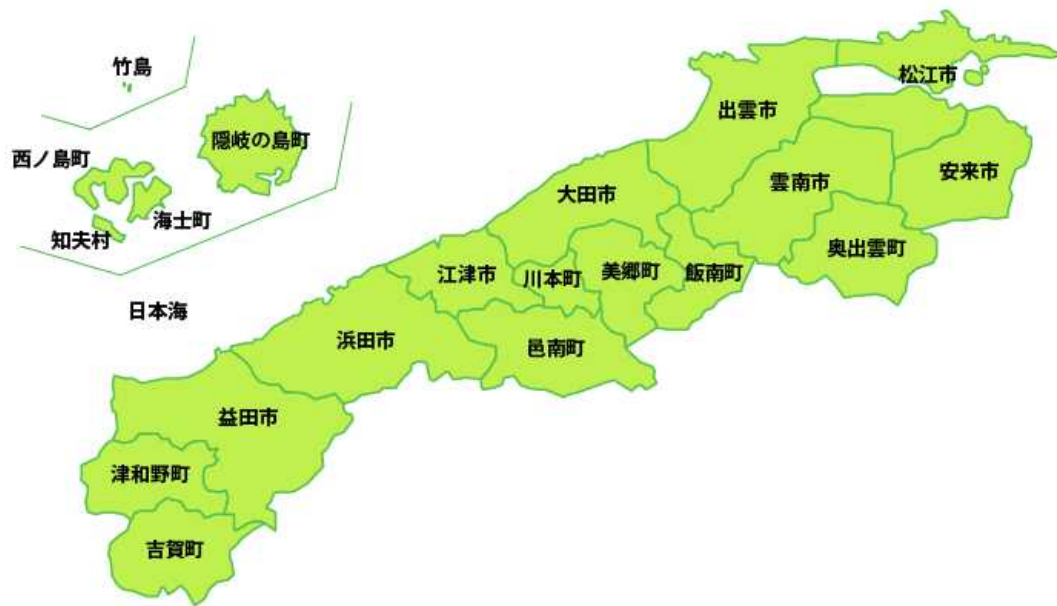 竹島
松江市
出雲市
隠岐の島町
西ノ島町
安来市
雲南市
大田市
海士町
知夫村
奥出雲町
江津市
川本町
美郷町
飯南町
日本海
浜田市
邑南町
益田市
津和野町
吉賀町